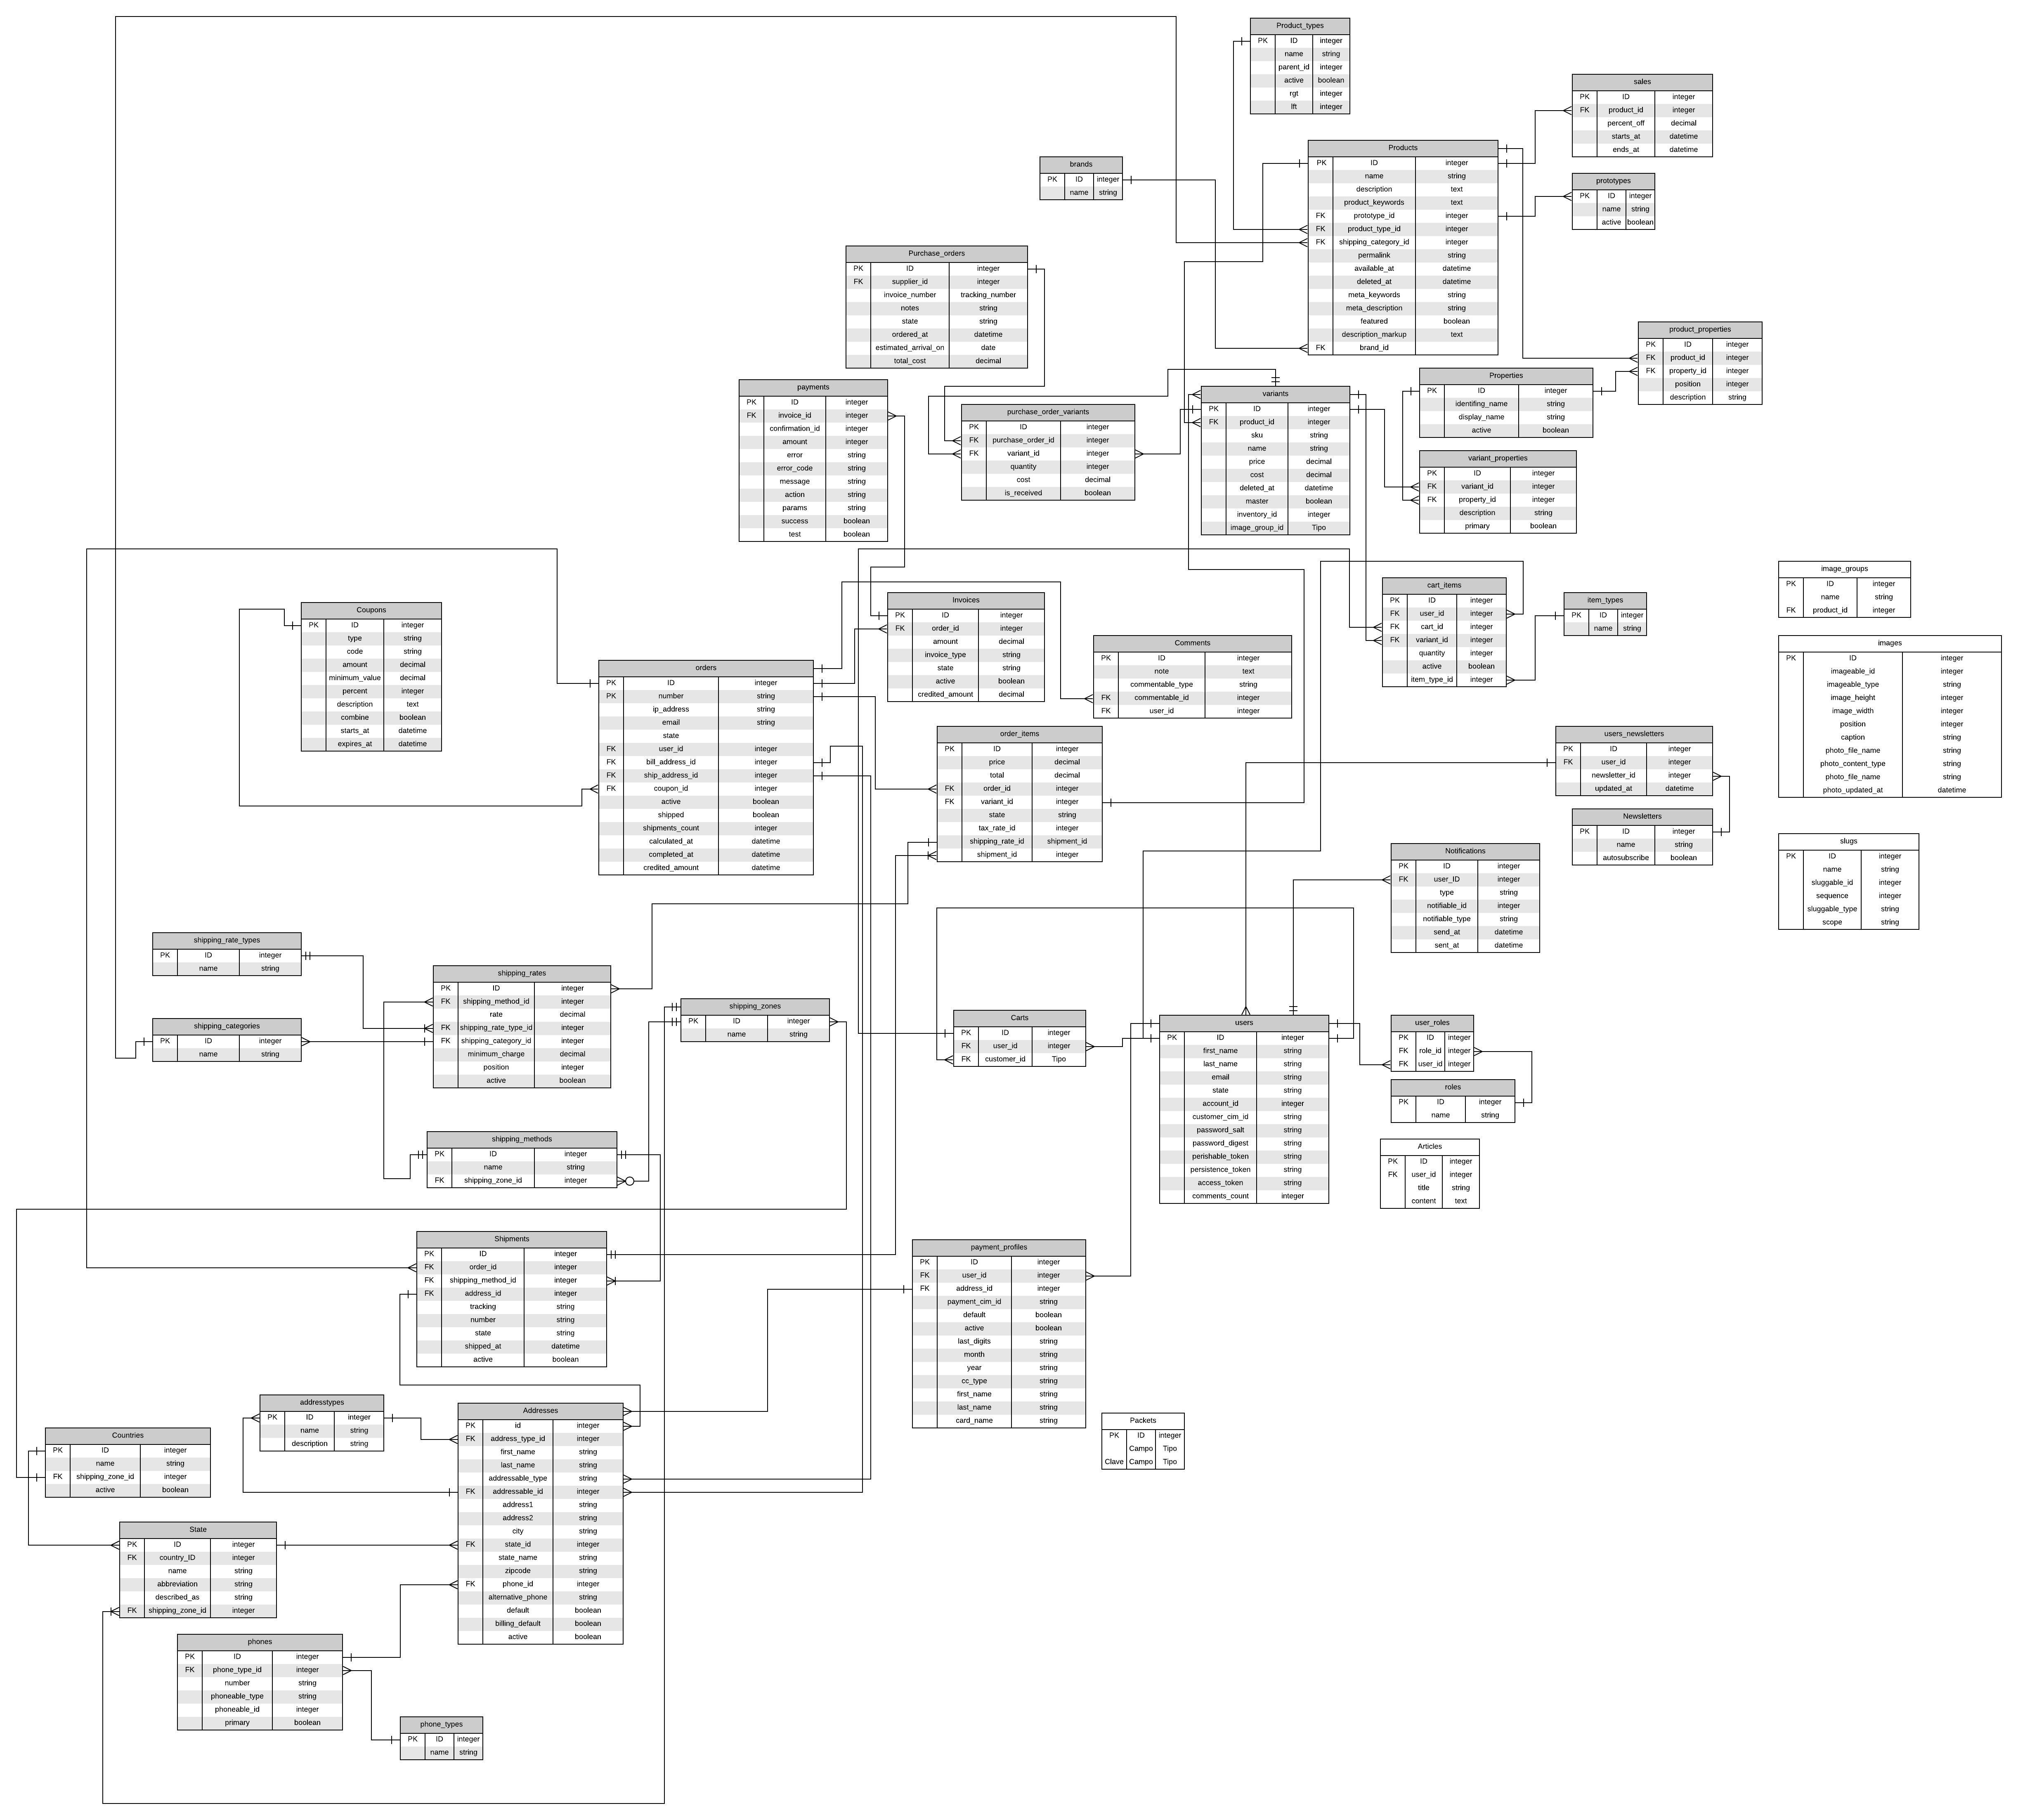 Product_types
PK ID integer
name string
parent_id integer
active boolean
rgt integer
lft integer
sales
PK ID integer
FK product_id integer
percent_off decimal
starts_at datetime
ends_at datetime
Products
PK ID integer
name string
description text
product_keywords text
FK prototype_id integer
FK product_type_id integer
FK shipping_category_id integer
permalink string
available_at datetime
deleted_at datetime
meta_keywords string
meta_description string
featured boolean
description_markup text
FK brand_id
brands
PK ID integer
name string
prototypes
PK ID integer
name string
active boolean
Purchase_orders
PK ID integer
FK supplier_id integer
invoice_number tracking_number
notes string
state string
ordered_at datetime
estimated_arrival_on date
total_cost decimal
product_properties
PK ID integer
FK product_id integer
FK property_id integer
position integer
description string
Properties
PK ID integer
identifing_name string
display_name string
active boolean
payments
PK ID integer
FK invoice_id integer
confirmation_id integer
amount integer
error string
error_code string
message string
action string
params string
success boolean
test boolean
purchase_order_variants
PK ID integer
FK purchase_order_id integer
FK variant_id integer
quantity integer
cost decimal
is_received boolean
variants
PK ID integer
FK product_id integer
sku string
name string
price decimal
cost decimal
deleted_at datetime
master boolean
inventory_id integer
image_group_id Tipo
variant_properties
PK ID integer
FK variant_id integer
FK property_id integer
description string
primary boolean
image_groups
PK ID integer
name string
FK product_id integer
cart_items
PK ID integer
FK user_id integer
FK cart_id integer
FK variant_id integer
quantity integer
active boolean
item_type_id integer
item_types
PK ID integer
name string
Coupons
PK ID integer
type string
code string
amount decimal
minimum_value decimal
percent integer
description text
combine boolean
starts_at datetime
expires_at datetime
Invoices
PK ID integer
FK order_id integer
amount decimal
invoice_type string
state string
active boolean
credited_amount decimal
Comments
PK ID integer
note text
commentable_type string
FK commentable_id integer
FK user_id integer
images
PK ID integer
imageable_id integer
imageable_type string
image_height integer
image_width integer
position integer
caption string
photo_file_name string
photo_content_type string
photo_file_name string
photo_updated_at datetime
orders
PK ID integer
PK number string
ip_address string
email string
state
FK user_id integer
FK bill_address_id integer
FK ship_address_id integer
FK coupon_id integer
active boolean
shipped boolean
shipments_count integer
calculated_at datetime
completed_at datetime
credited_amount datetime
order_items
PK ID integer
price decimal
total decimal
FK order_id integer
FK variant_id integer
state string
tax_rate_id integer
shipping_rate_id shipment_id
shipment_id integer
users_newsletters
PK ID integer
FK user_id integer
newsletter_id integer
updated_at datetime
Newsletters
PK ID integer
name string
autosubscribe boolean
slugs
PK ID integer
name string
sluggable_id integer
sequence integer
sluggable_type string
scope string
Notifications
PK ID integer
FK user_ID integer
type string
notifiable_id integer
notifiable_type string
send_at datetime
sent_at datetime
shipping_rate_types
PK ID integer
name string
shipping_rates
PK ID integer
FK shipping_method_id integer
rate decimal
FK shipping_rate_type_id integer
FK shipping_category_id integer
minimum_charge decimal
position integer
active boolean
shipping_zones
PK ID integer
name string
shipping_categories
PK ID integer
name string
Carts
PK ID integer
FK user_id integer
FK customer_id Tipo
users
PK ID integer
first_name string
last_name string
email string
state string
account_id integer
customer_cim_id string
password_salt string
password_digest string
perishable_token string
persistence_token string
access_token string
comments_count integer
user_roles
PK ID integer
FK role_id integer
FK user_id integer
roles
PK ID integer
name string
Articles
PK ID integer
FK user_id integer
title string
content text
shipping_methods
PK ID integer
name string
FK shipping_zone_id integer
Shipments
PK ID integer
FK order_id integer
FK shipping_method_id integer
FK address_id integer
tracking string
number string
state string
shipped_at datetime
active boolean
payment_profiles
PK ID integer
FK user_id integer
FK address_id integer
payment_cim_id string
default boolean
active boolean
last_digits string
month string
year string
cc_type string
first_name string
last_name string
card_name string
addresstypes
PK ID integer
name string
description string
Addresses
PK id integer
FK address_type_id integer
first_name string
last_name string
addressable_type string
FK addressable_id integer
address1 string
address2 string
city string
FK state_id integer
state_name string
zipcode string
FK phone_id integer
alternative_phone string
default boolean
billing_default boolean
active boolean
Packets
PK ID integer
Campo Tipo
Clave Campo Tipo
Countries
PK ID integer
name string
FK shipping_zone_id integer
active boolean
State
PK ID integer
FK country_ID integer
name string
abbreviation string
described_as string
FK shipping_zone_id integer
phones
PK ID integer
FK phone_type_id integer
number string
phoneable_type string
phoneable_id integer
primary boolean
phone_types
PK ID integer
name string